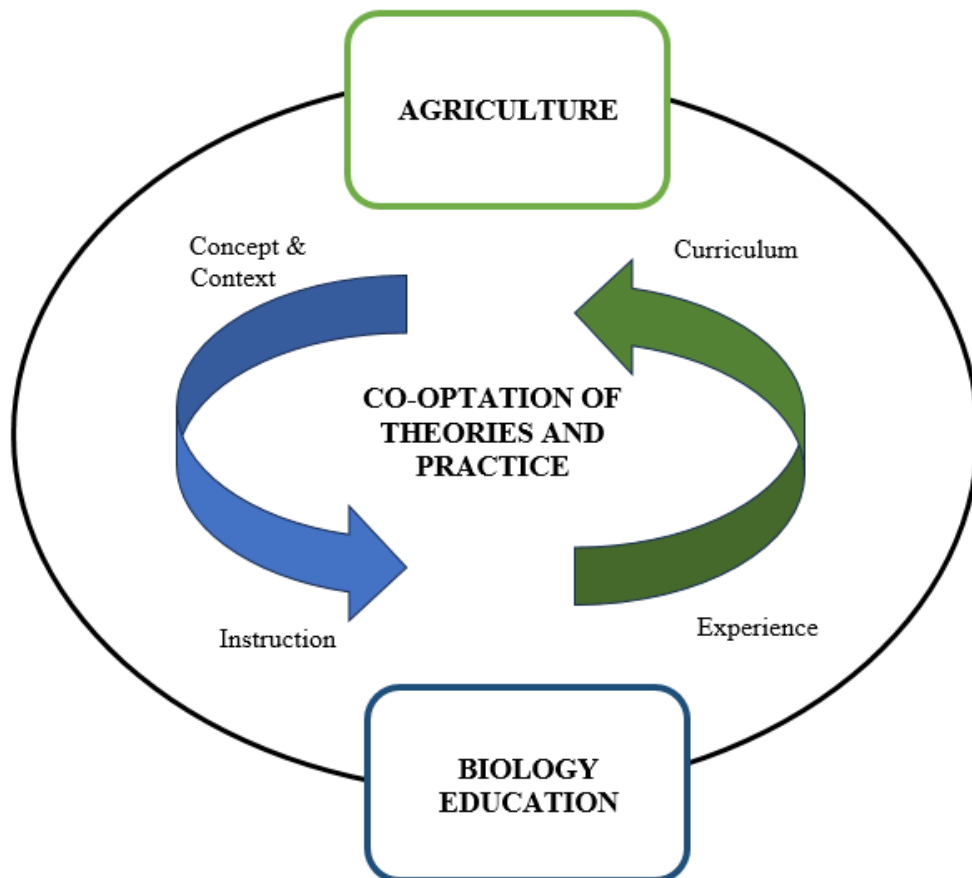 AGRICULTURE
Concept &
Context
Curriculum
CO-OPTATION OF
THEORIES AND
PRACTICE
Instruction
Experience
BIOLOGY
EDUCATION